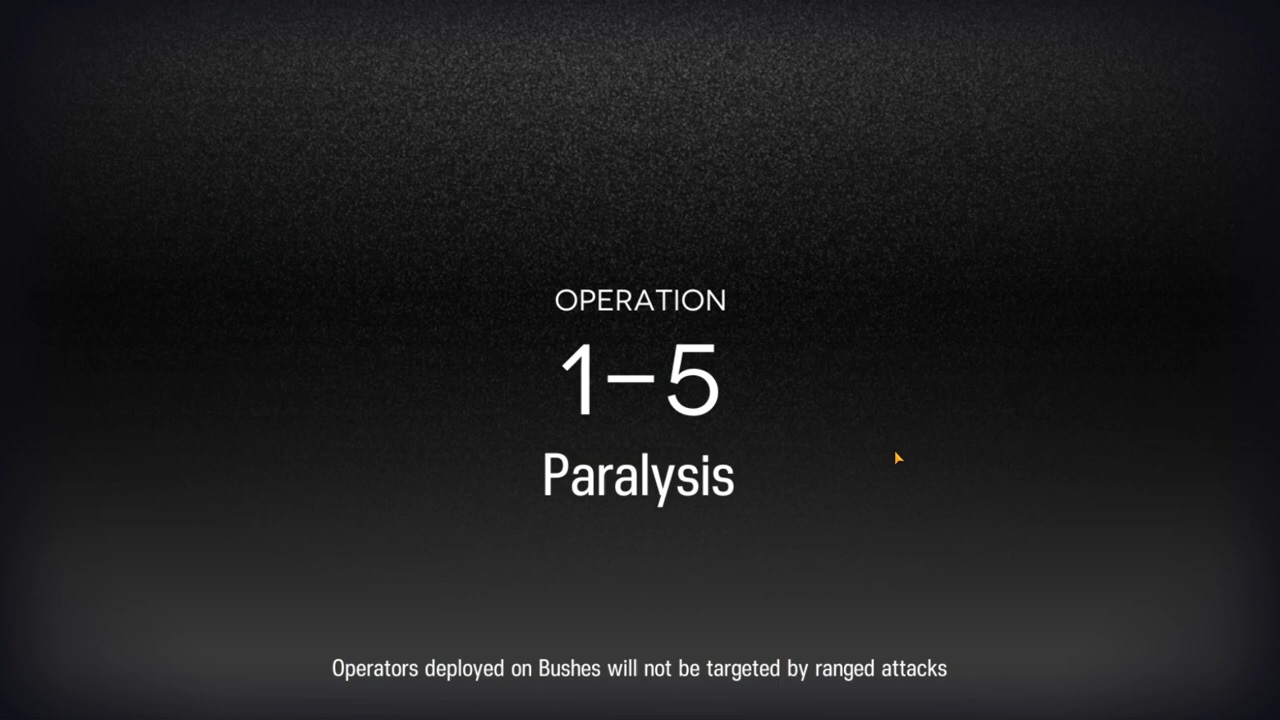 OPERATION
1-5
Paralysis
Operators deployed on Bushes will not be targeted by ranged attacks